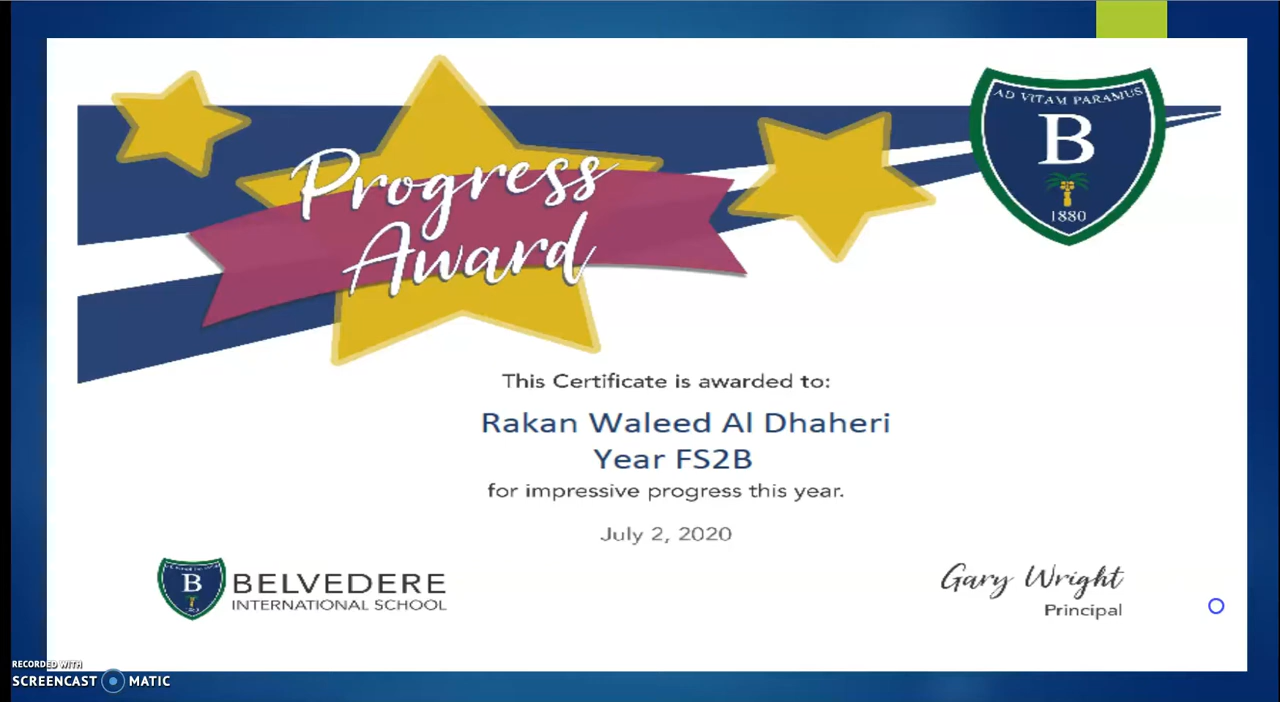 AD VITAM PARAMUS
B
1880
Progress
Award
This Certificate is awarded to:
Rakan Waleed Al Dhaheri
Year FS2B
for impressive progress this year.
July 2, 2020
B
BELVEDERE
INTERNATIONAL SCHOOL
Gary Wright
Principal
RECORDED WITH
SCREENCAST MATIC